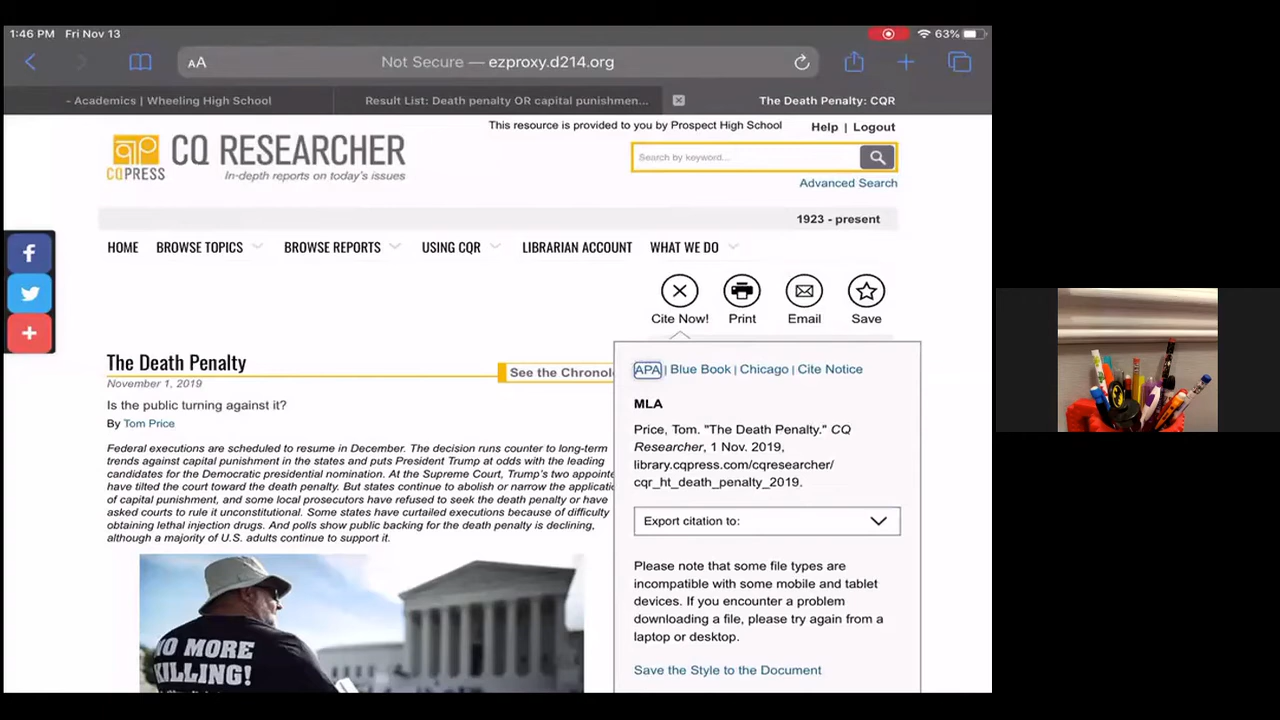 1:46 PM Fri Nov 13
63%
AA
Not Secure — ezproxy.d214.org
- Academics | Wheeling High School
Result List: Death penalty OR capital punishmen...
The Death Penalty: CQR
This resource is provided to you by Prospect High School
Help | Logout
CQPRESS
CQ RESEARCHER
In-depth reports on today's issues
Search by keyword...
Advanced Search
1923 - present
HOME
BROWSE TOPICS
BROWSE REPORTS
USING CQR
LIBRARIAN ACCOUNT
WHAT WE DO
Cite Now!
Print
Email
Save
The Death Penalty
See the Chronol
November 1, 2019
Is the public turning against it?
By Tom Price
Federal executions are scheduled to resume in December. The decision runs counter to long-term
trends against capital punishment in the states and puts President Trump at odds with the leading
candidates for the Democratic presidential nomination. At the Supreme Court, Trump's two appointe
have tilted the court toward the death penalty. But states continue to abolish or narrow the applicatio
of capital punishment, and some local prosecutors have refused to seek the death penalty or have
asked courts to rule it unconstitutional. Some states have curtailed executions because of difficulty
obtaining lethal injection drugs. And polls show public backing for the death penalty is declining,
although a majority of U.S. adults continue to support it.
NO MORE
KILLING!
APA | Blue Book | Chicago | Cite Notice
MLA
Price, Tom. "The Death Penalty." CQ
Researcher, 1 Nov. 2019,
library.cqpress.com/cqresearcher/
cqr_ht_death_penalty_2019.
Export citation to:
Please note that some file types are
incompatible with some mobile and tablet
devices. If you encounter a problem
downloading a file, please try again from a
laptop or desktop.
Save the Style to the Document